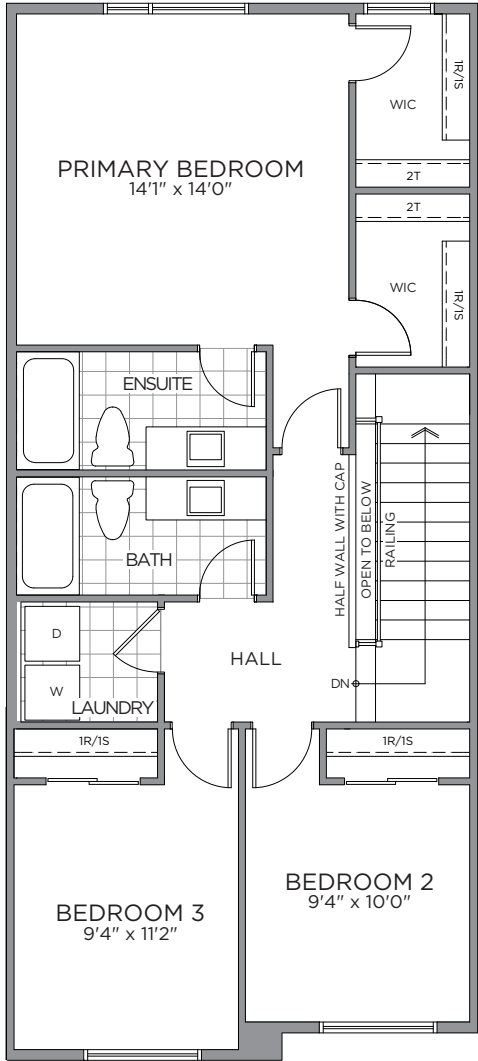 1R/1S
WIC
PRIMARY BEDROOM
14'1" x 14'0"
2T
2T
WIC
1R/1S
ENSUITE
HALF WALL WITH CAP
OPEN TO BELOW
RAILING
BATH
D
HALL
W
LAUNDRY
DN
1R/1S
1R/1S
BEDROOM 2
9'4" x 10'0"
BEDROOM 3
9'4" x 11'2"